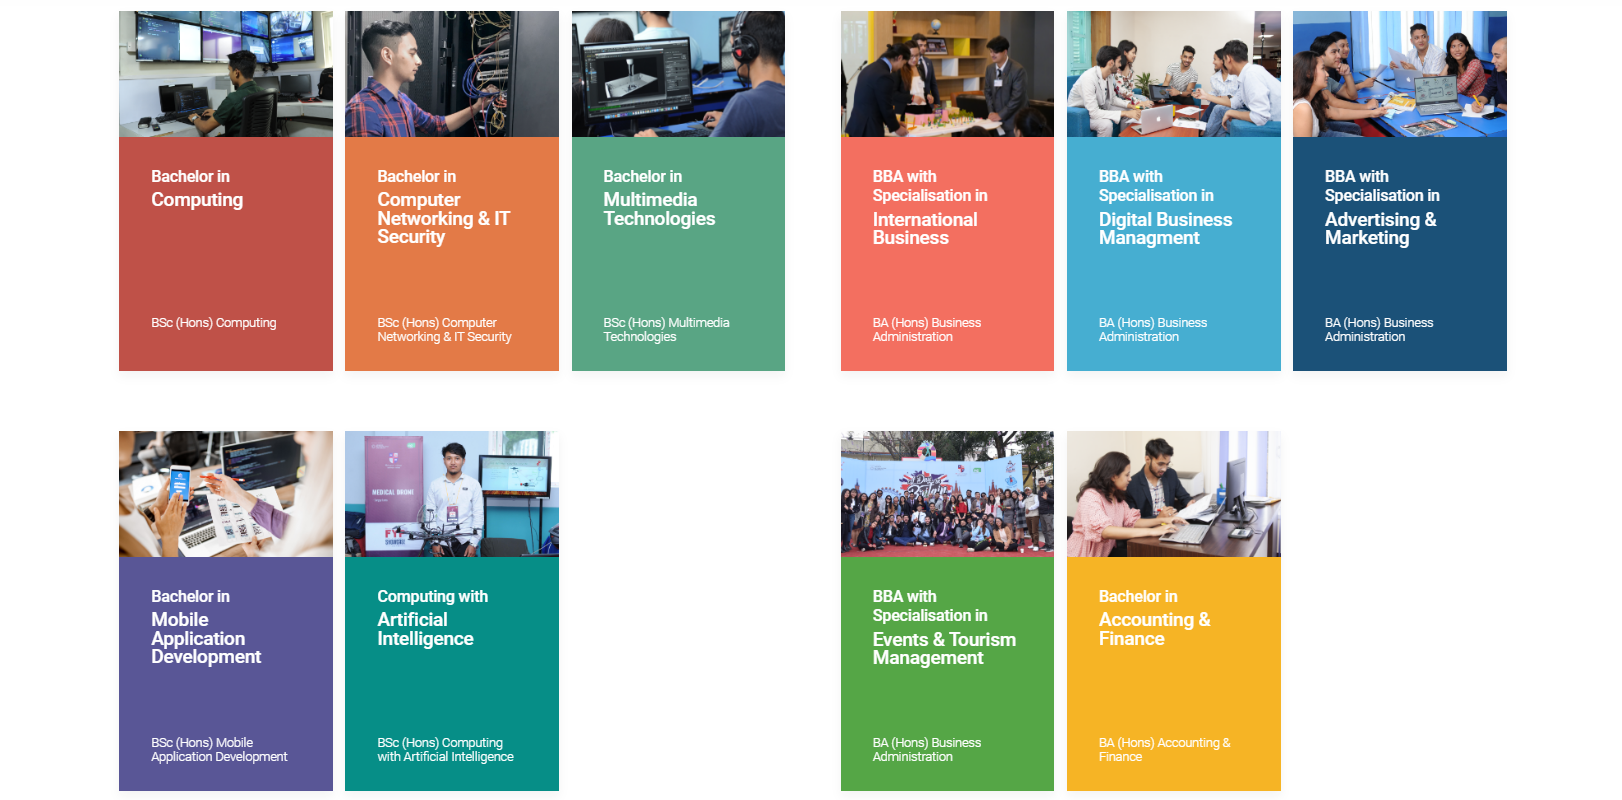 Bachelor in
Computing
BSc (Hons) Computing
Bachelor in
Computer
Networking & IT
Security
BSc (Hons) Computer
Networking & IT Security
Bachelor in
Multimedia
Technologies
BSc (Hons) Multimedia
Technologies
BBA with
Specialisation in
International
Business
BA (Hons) Business
Administration
BBA with
Specialisation in
Digital Business
Managment
BA (Hons) Business
Administration
BBA with
Specialisation in
Advertising &
Marketing
BA (Hons) Business
Administration
Bachelor in
Mobile
Application
Development
BSc (Hons) Mobile
Application Development
MEDICAL DRONE
FYP
Computing with
Artificial
Intelligence
BSc (Hons) Computing
with Artificial Intelligence
BBA with
Specialisation in
Events & Tourism
Management
BA (Hons) Business
Administration
Bachelor in
Accounting &
Finance
BA (Hons) Accounting &
Finance